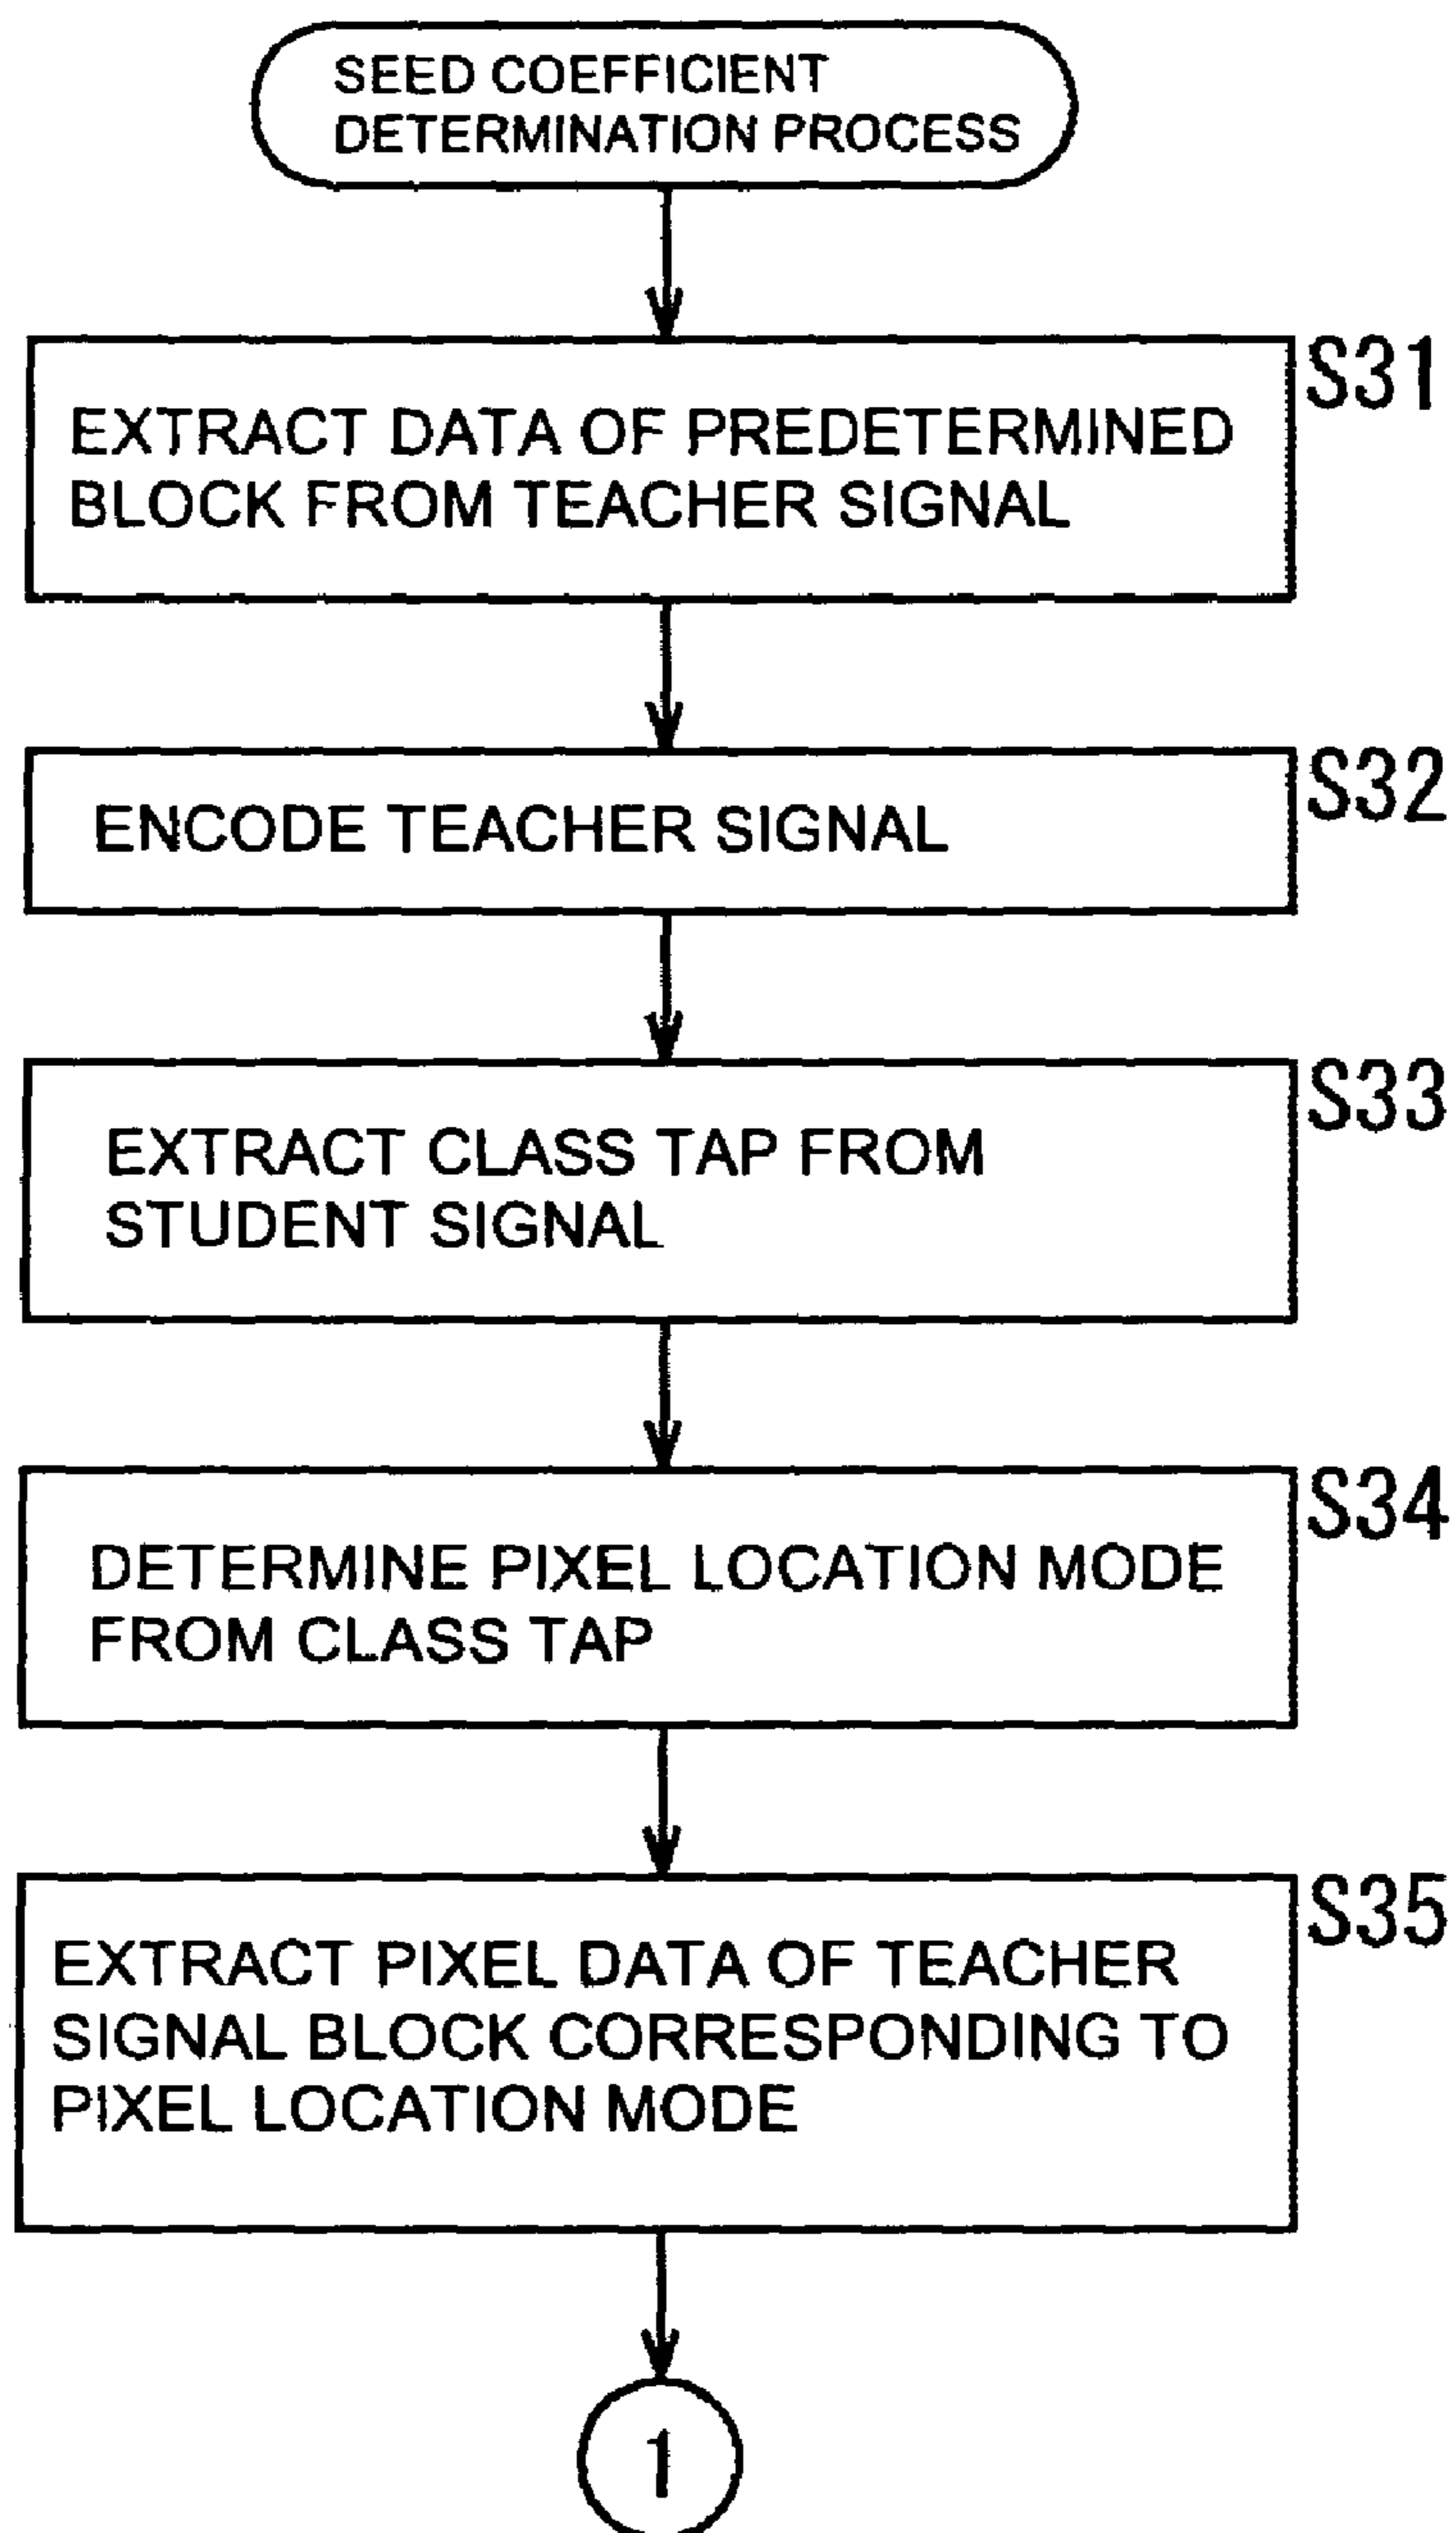 SEED COEFFICIENT
DETERMINATION PROCESS
S31
EXTRACT DATA OF PREDETERMINED
BLOCK FROM TEACHER SIGNAL
S32
ENCODE TEACHER SIGNAL
S33
EXTRACT CLASS TAP FROM
STUDENT SIGNAL
S34
DETERMINE PIXEL LOCATION MODE
FROM CLASS TAP
S35
EXTRACT PIXEL DATA OF TEACHER
SIGNAL BLOCK CORRESPONDING TO
PIXEL LOCATION MODE
1